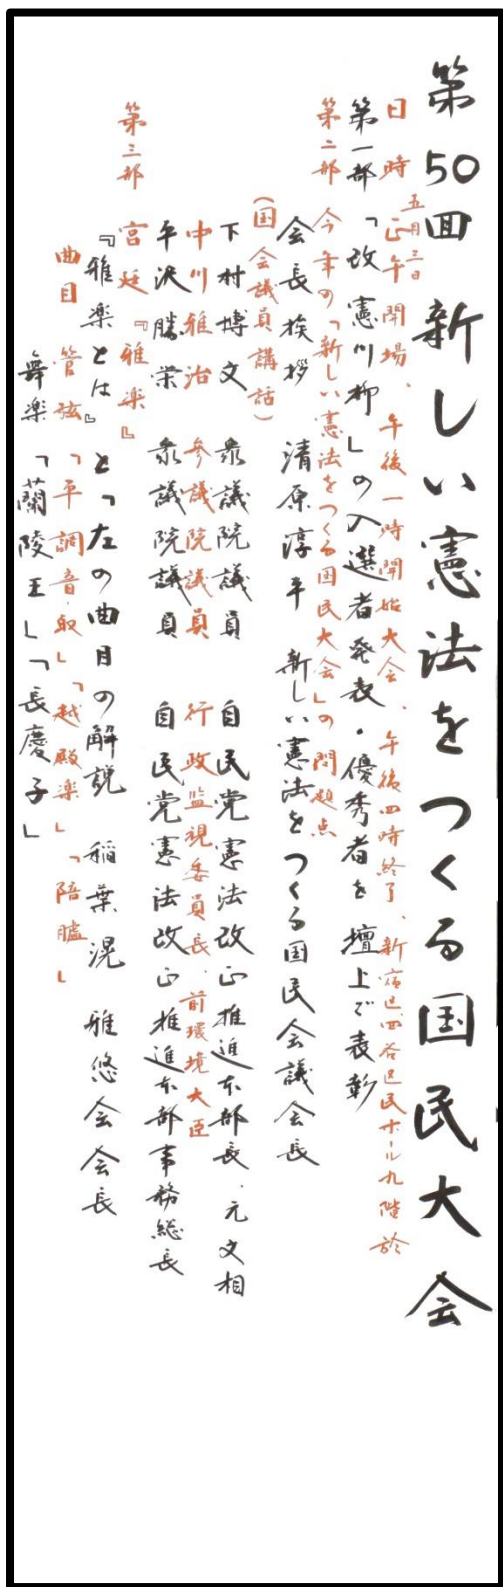 第50回 新しい憲法をつくる国民大会
日時 五月三日 正午開場、午後一時開始大会、午後四時終了、新宿区四谷区民ホール九階於
第一部 「改憲川柳」の入選者発表・優秀者を壇上で表彰
第二部 今年の「新しい憲法をつくる国民大会」の問題点
会長挨拶 清原淳平 新しい憲法をつくる国民会議会長
(国会議員講話)
下村博文 衆議院議員 自民党憲法改正推進本部長、元文相
中川雅治 参議院議員 行政監視委員長、前環境大臣
平沢勝栄 衆議院議員 自民党憲法改正推進本部事務総長
第三部 宮廷『雅楽』
『雅楽とは』と「左の曲目の解説 稲葉滉 雅悠会会長
曲目 管弦「平調音取」「越殿楽」「陪臚」
舞楽「蘭陵王」「長慶子」